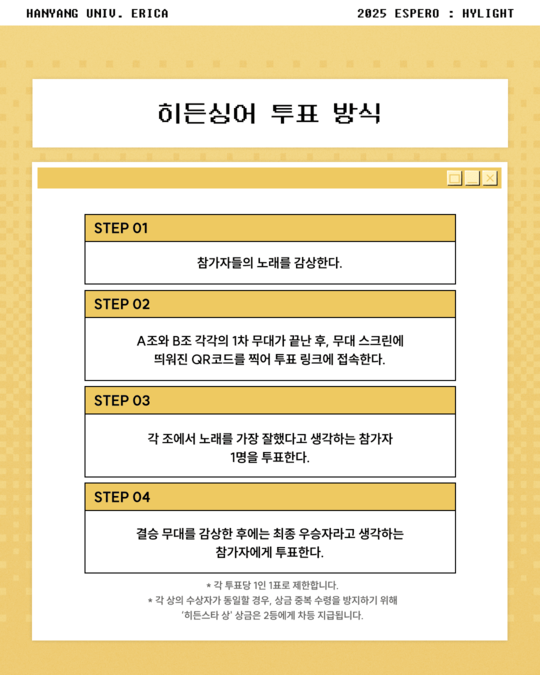 HANYANG UNIV. ERICA
2025 ESPERO : HYLIGHT
히든싱어 투표 방식
STEP 01
참가자들의 노래를 감상한다.
STEP 02
A조와 B조 각각의 1차 무대가 끝난 후, 무대 스크린에
띄워진 QR코드를 찍어 투표 링크에 접속한다.
STEP 03
각 조에서 노래를 가장 잘했다고 생각하는 참가자
1명을 투표한다.
STEP 04
결승 무대를 감상한 후에는 최종 우승자라고 생각하는
참가자에게 투표한다.
* 각 투표당 1인 1표로 제한합니다.
* 각 상의 수상자가 동일할 경우, 상금 중복 수령을 방지하기 위해
'히든스타 상' 상금은 2등에게 차등 지급됩니다.